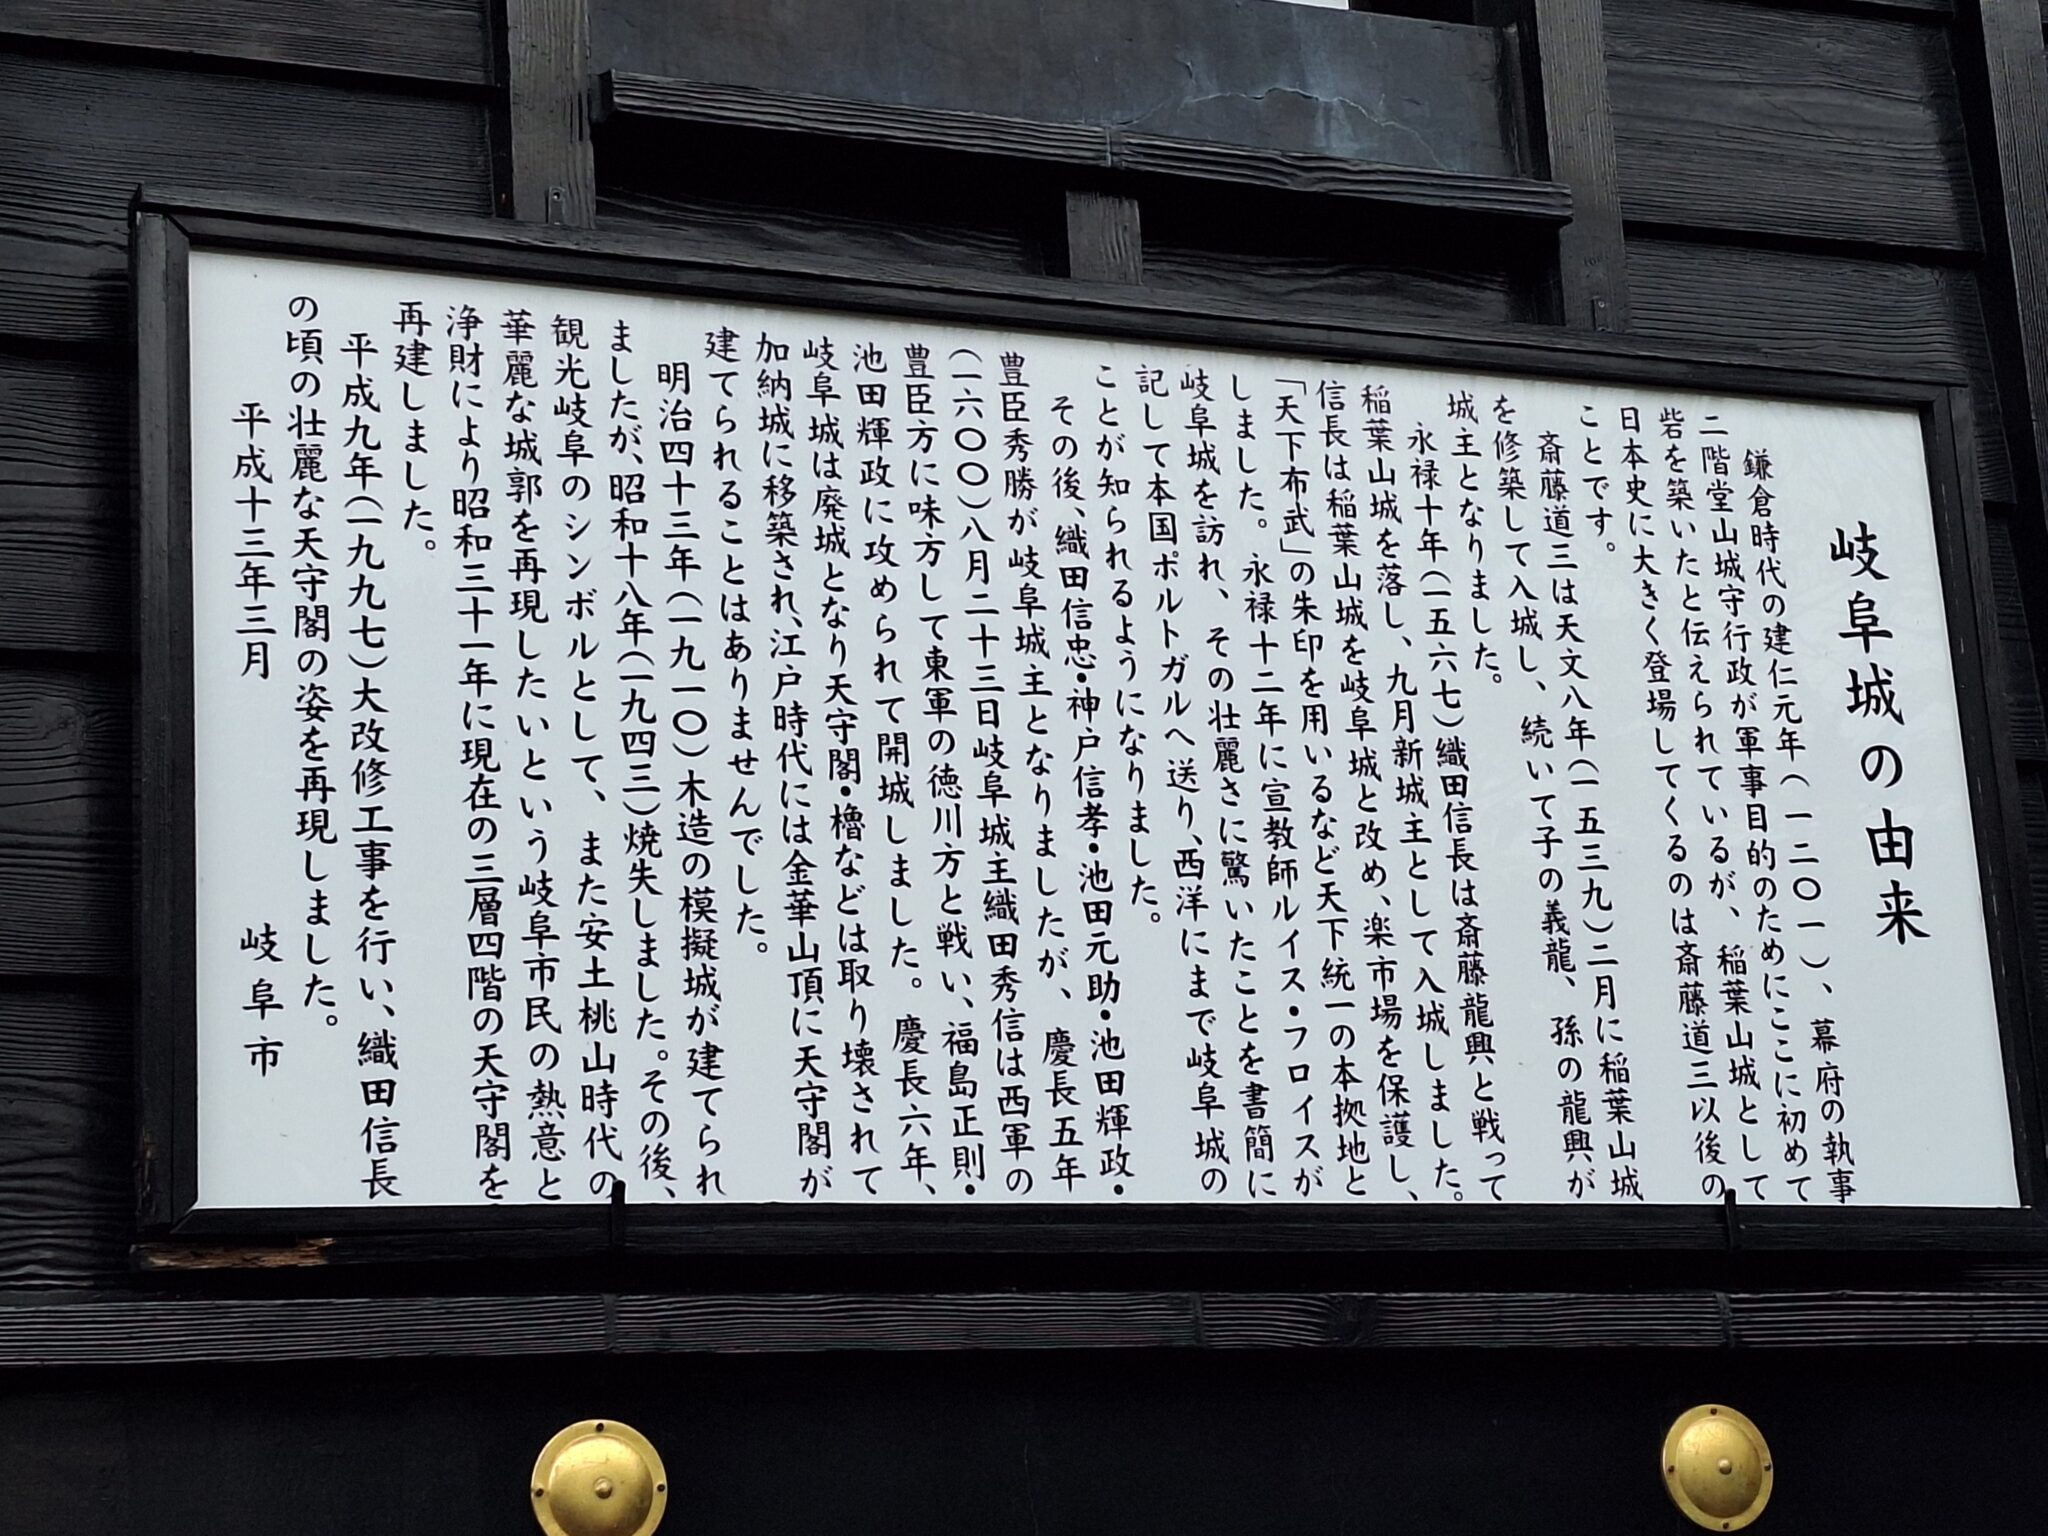 岐阜城の由来
鎌倉時代の建仁元年(一二〇一)、幕府の執事
二階堂山城守行政が軍事目的のためにここに初めて
砦を築いたと伝えられているが、稲葉山城として
日本史に大きく登場してくるのは斎藤道三以後の
ことです。
斎藤道三は天文八年(一五三九)二月に稲葉山城
を修築して入城し、続いて子の義龍、孫の龍興が
城主となりました。
永禄十年(一五六七)織田信長は斎藤龍興と戦って
稲葉山城を落し、九月新城主として入城しました。
信長は稲葉山城を岐阜城と改め、楽市場を保護し、
「天下布武」の朱印を用いるなど天下統一の本拠地と
しました。永禄十二年に宣教師ルイス・フロイスが
岐阜城を訪れ、その壮麗さに驚いたことを書簡に
記して本国ポルトガルへ送り、西洋にまで岐阜城の
ことが知られるようになりました。
その後、織田信忠・神戸信孝・池田元助・池田輝政・
豊臣秀勝が岐阜城主となりましたが、慶長五年
(一六〇〇)八月二十三日岐阜城主織田秀信は西軍の
豊臣方に味方して東軍の徳川方と戦い、福島正則・
池田輝政に攻められて開城しました。慶長六年、
岐阜城は廃城となり天守閣・櫓などは取り壊されて
加納城に移築され、江戸時代には金華山頂に天守閣が
建てられることはありませんでした。
明治四十三年(一九一〇)木造の模擬城が建てられ
ましたが、昭和十八年(一九四三)焼失しました。その後、
観光岐阜のシンボルとして、また安土桃山時代の
華麗な城郭を再現したいという岐阜市民の熱意と
浄財により昭和三十一年に現在の三層四階の天守閣を
再建しました。
平成九年(一九九七)大改修工事を行い、織田信長
の頃の壮麗な天守閣の姿を再現しました。
平成十三年三月 岐阜市